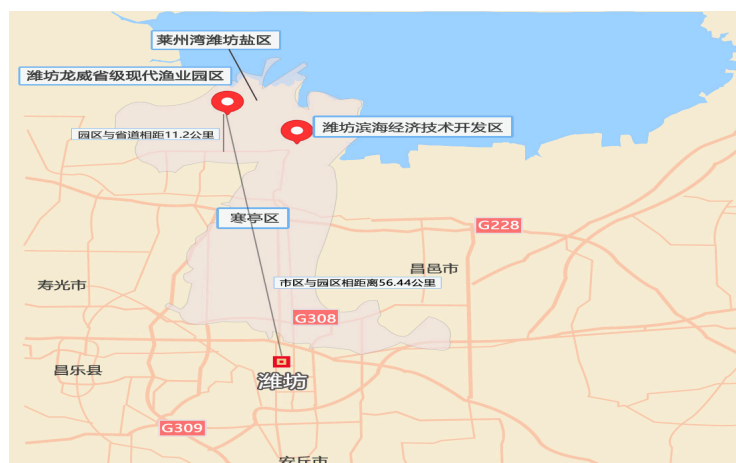 莱州湾潍坊盐区
潍坊龙威省级现代渔业园区
潍坊滨海经济技术开发区
园区与省道相距11.2公里
寒亭区
G228
昌邑市
寿光市
市区与园区相距离56.44公里
G308
昌乐县
潍坊
G309
安丘市